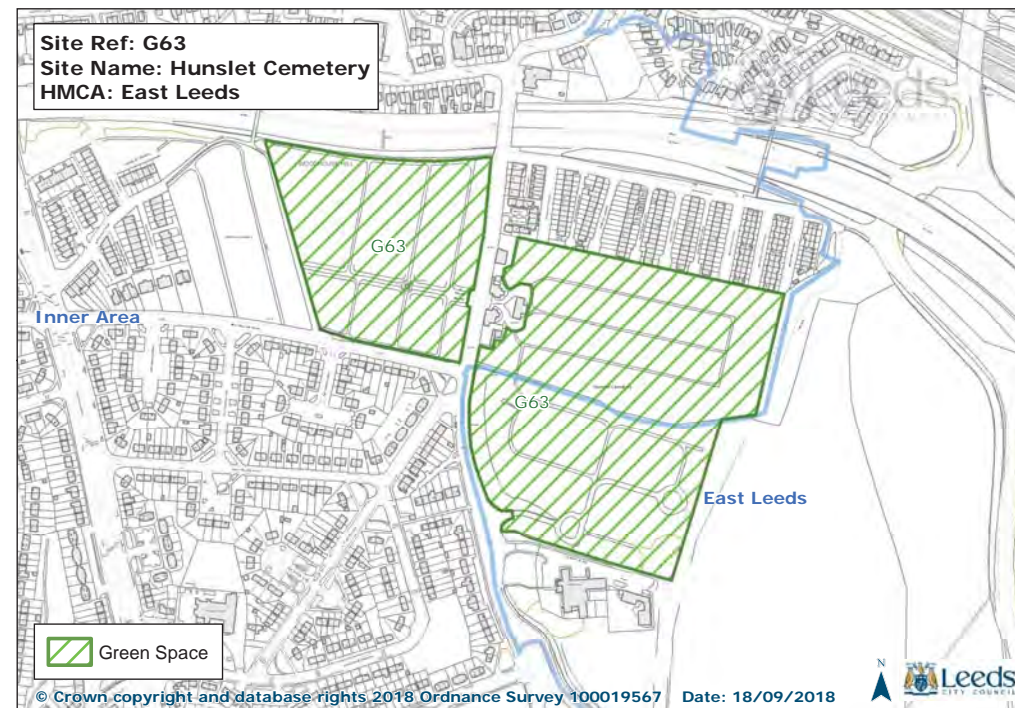 Site Ref: G63
Site Name: Hunslet Cemetery
HMCA: East Leeds
G63
Inner Area
G63
East Leeds
Green Space
N
© Crown copyright and database rights 2018 Ordnance Survey 100019567 Date: 18/09/2018
Leeds
CITY COUNCIL
Leeds